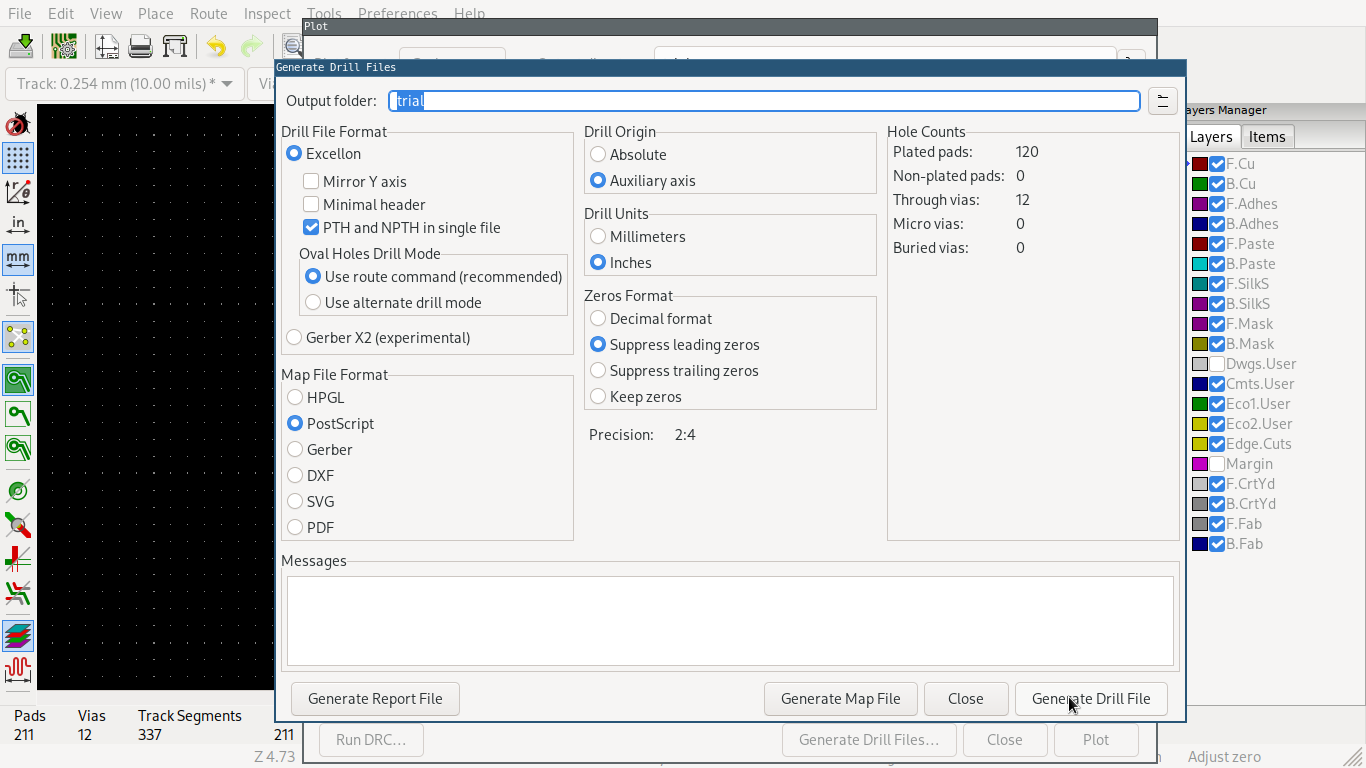 File Edit View Place Route Inspect Tools Preferences Help
Plot
Generate Drill Files
Track: 0.254 mm (10.00 mils) *
Output folder: trial
Drill File Format
Excellon
Mirror Y axis
Minimal header
PTH and NPTH in single file
Oval Holes Drill Mode
Use route command (recommended)
Use alternate drill mode
Gerber X2 (experimental)
Map File Format
HPGL
PostScript
Gerber
DXF
SVG
PDF
Drill Origin
Absolute
Auxiliary axis
Drill Units
Millimeters
Inches
Zeros Format
Decimal format
Suppress leading zeros
Suppress trailing zeros
Keep zeros
Precision: 2:4
Hole Counts
Plated pads: 120
Non-plated pads: 0
Through vias: 12
Micro vias: 0
Buried vias: 0
Messages
Generate Report File
Generate Map File
Close
Generate Drill File
Run DRC...
Generate Drill Files...
Close
Plot
in
mm
ayers Manager
Layers Items
F.Cu
B.Cu
F.Adhes
B.Adhes
F.Paste
B.Paste
F.SilkS
B.SilkS
F.Mask
B.Mask
Dwgs.User
Cmts.User
Eco1.User
Eco2.User
Edge.Cuts
Margin
F.CrtYd
B.CrtYd
F.Fab
B.Fab
Pads Vias Track Segments
211 12 337 211
Z 4.73
Adjust zero